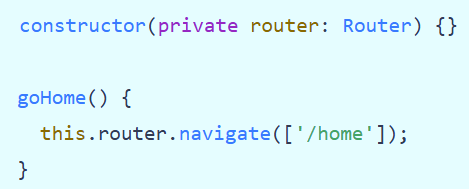 constructor(private router: Router) {}
goHome() {
this.router.navigate(['/home']);
}